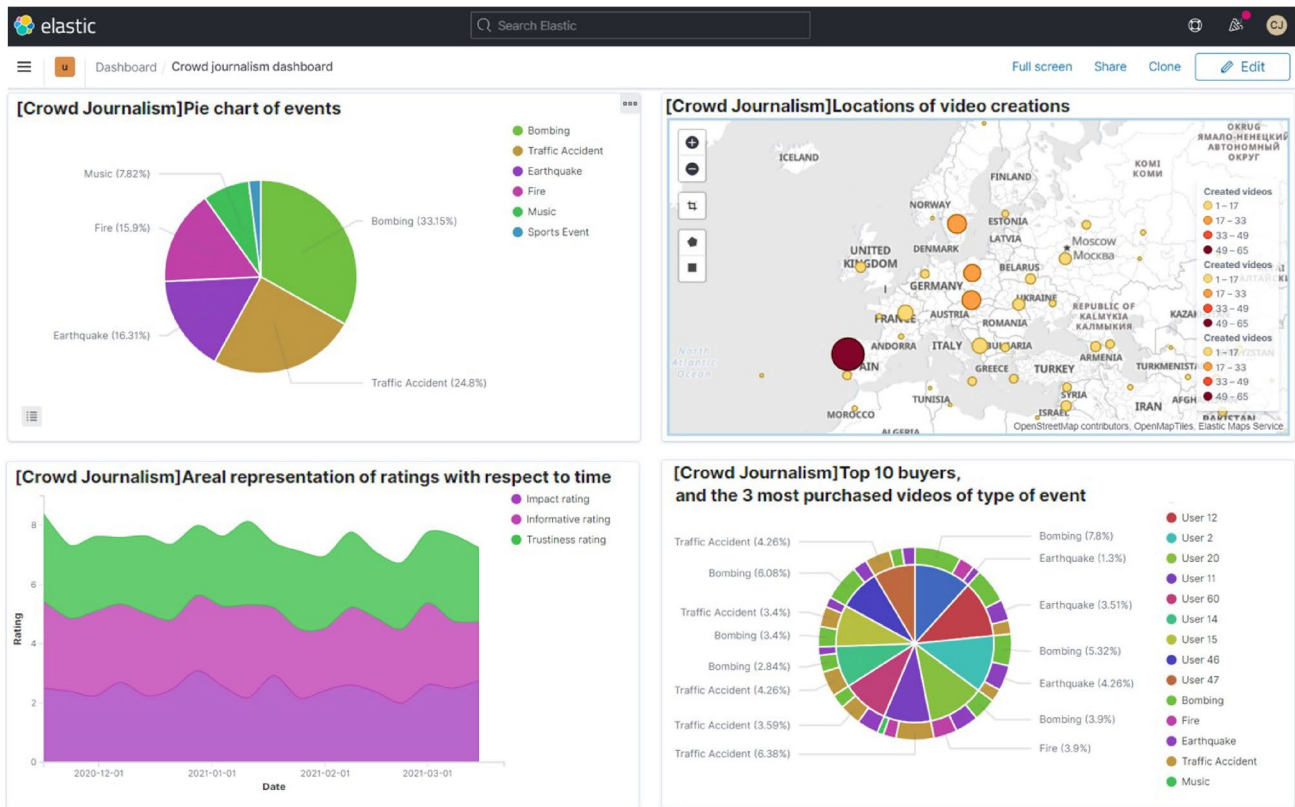 elastic
Search Elastic
CJ
u
Dashboard / Crowd journalism dashboard
Full screen
Share
Clone
Edit
[Crowd Journalism]Pie chart of events
Bombing
Traffic Accident
Earthquake
Fire
Music
Sports Event
Music (7.82%)
Fire (15.9%)
Bombing (33.15%)
Earthquake (16.31%)
Traffic Accident (24.8%)
[Crowd Journalism]Locations of video creations
OKRUG
ЯМАЛО-НЕНЕЦКИЙ
АВТОНОМНЫЙ
ОКРУГ
ICELAND
KOMI
КОМИ
FINLAND
NORWAY
ESTONIA
LATVIA
Moscow
Москва
UNITED
KINGDOM
DENMARK
BELARUS
GERMANY
UKRAINE
REPUBLIC OF
KALMYKIA
КАЛМЫКИЯ
FRANCE
AUSTRIA
ROMANIA
ANDORRA
ITALY
BULGARIA
ARMENIA
TURKMENISTA
North
Atlantic
Ocean
AIN
GREECE
TURKEY
SYRIA
TUNISIA
MOROCCO
ISRAEL
IRAN
AFGH
PAKISTAN
ALGERIA
Created videos
1 – 17
17 – 33
33 – 49
49 – 65
Created videos
1 – 17
17 – 33
33 – 49
49 – 65
Created videos
1 – 17
17 – 33
33 – 49
49 – 65
OpenStreetMap contributors, OpenMapTiles, Elastic Maps Service
[Crowd Journalism]Areal representation of ratings with respect to time
Impact rating
Informative rating
Trustiness rating
Rating
8
6
4
2
0
2020-12-01
2021-01-01
2021-02-01
2021-03-01
Date
[Crowd Journalism]Top 10 buyers,
and the 3 most purchased videos of type of event
Traffic Accident (4.26%)
Bombing (6.08%)
Traffic Accident (3.4%)
Bombing (3.4%)
Bombing (2.84%)
Traffic Accident (4.26%)
Traffic Accident (3.59%)
Traffic Accident (6.38%)
Bombing (7.8%)
Earthquake (1.3%)
Earthquake (3.51%)
Bombing (5.32%)
Earthquake (4.26%)
Bombing (3.9%)
Fire (3.9%)
User 12
User 2
User 20
User 11
User 60
User 14
User 15
User 46
User 47
Bombing
Fire
Earthquake
Traffic Accident
Music